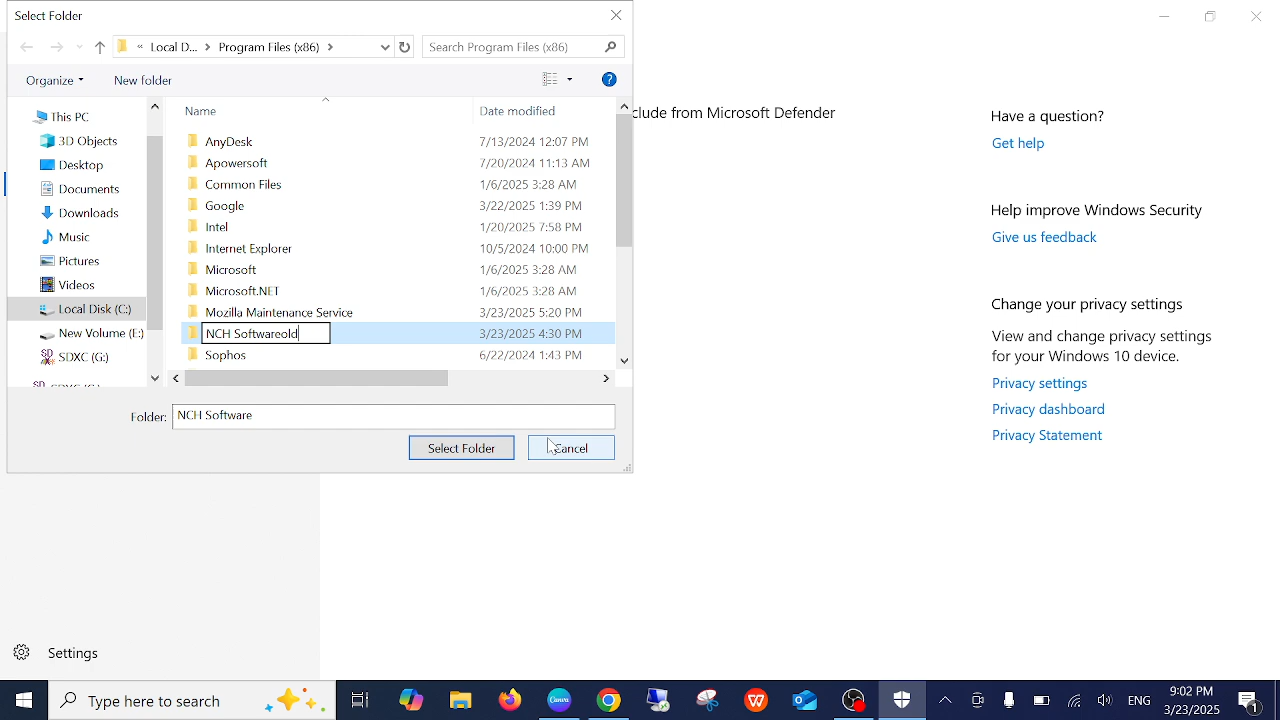 Select Folder
« Local D... > Program Files (x86) >
Search Program Files (x86)
Organize
New folder
?
Name
Date modified
This PC
3D Objects
Desktop
Documents
Downloads
Music
Pictures
Videos
Local Disk (C:)
New Volume (E:)
SDXC (G:)
AnyDesk 7/13/2024 12:07 PM
Apowersoft 7/20/2024 11:13 AM
Common Files 1/6/2025 3:28 AM
Google 3/22/2025 1:39 PM
Intel 1/20/2025 7:58 PM
Internet Explorer 10/5/2024 10:00 PM
Microsoft 1/6/2025 3:28 AM
Microsoft.NET 1/6/2025 3:28 AM
Mozilla Maintenance Service 3/23/2025 5:20 PM
NCH Softwareold 3/23/2025 4:30 PM
Sophos 6/22/2024 1:43 PM
Folder: NCH Software
Select Folder
Cancel
clude from Microsoft Defender
Have a question?
Get help
Help improve Windows Security
Give us feedback
Change your privacy settings
View and change privacy settings
for your Windows 10 device.
Privacy settings
Privacy dashboard
Privacy Statement
Settings
Type here to search
Canva
ENG
9:02 PM
3/23/2025
1